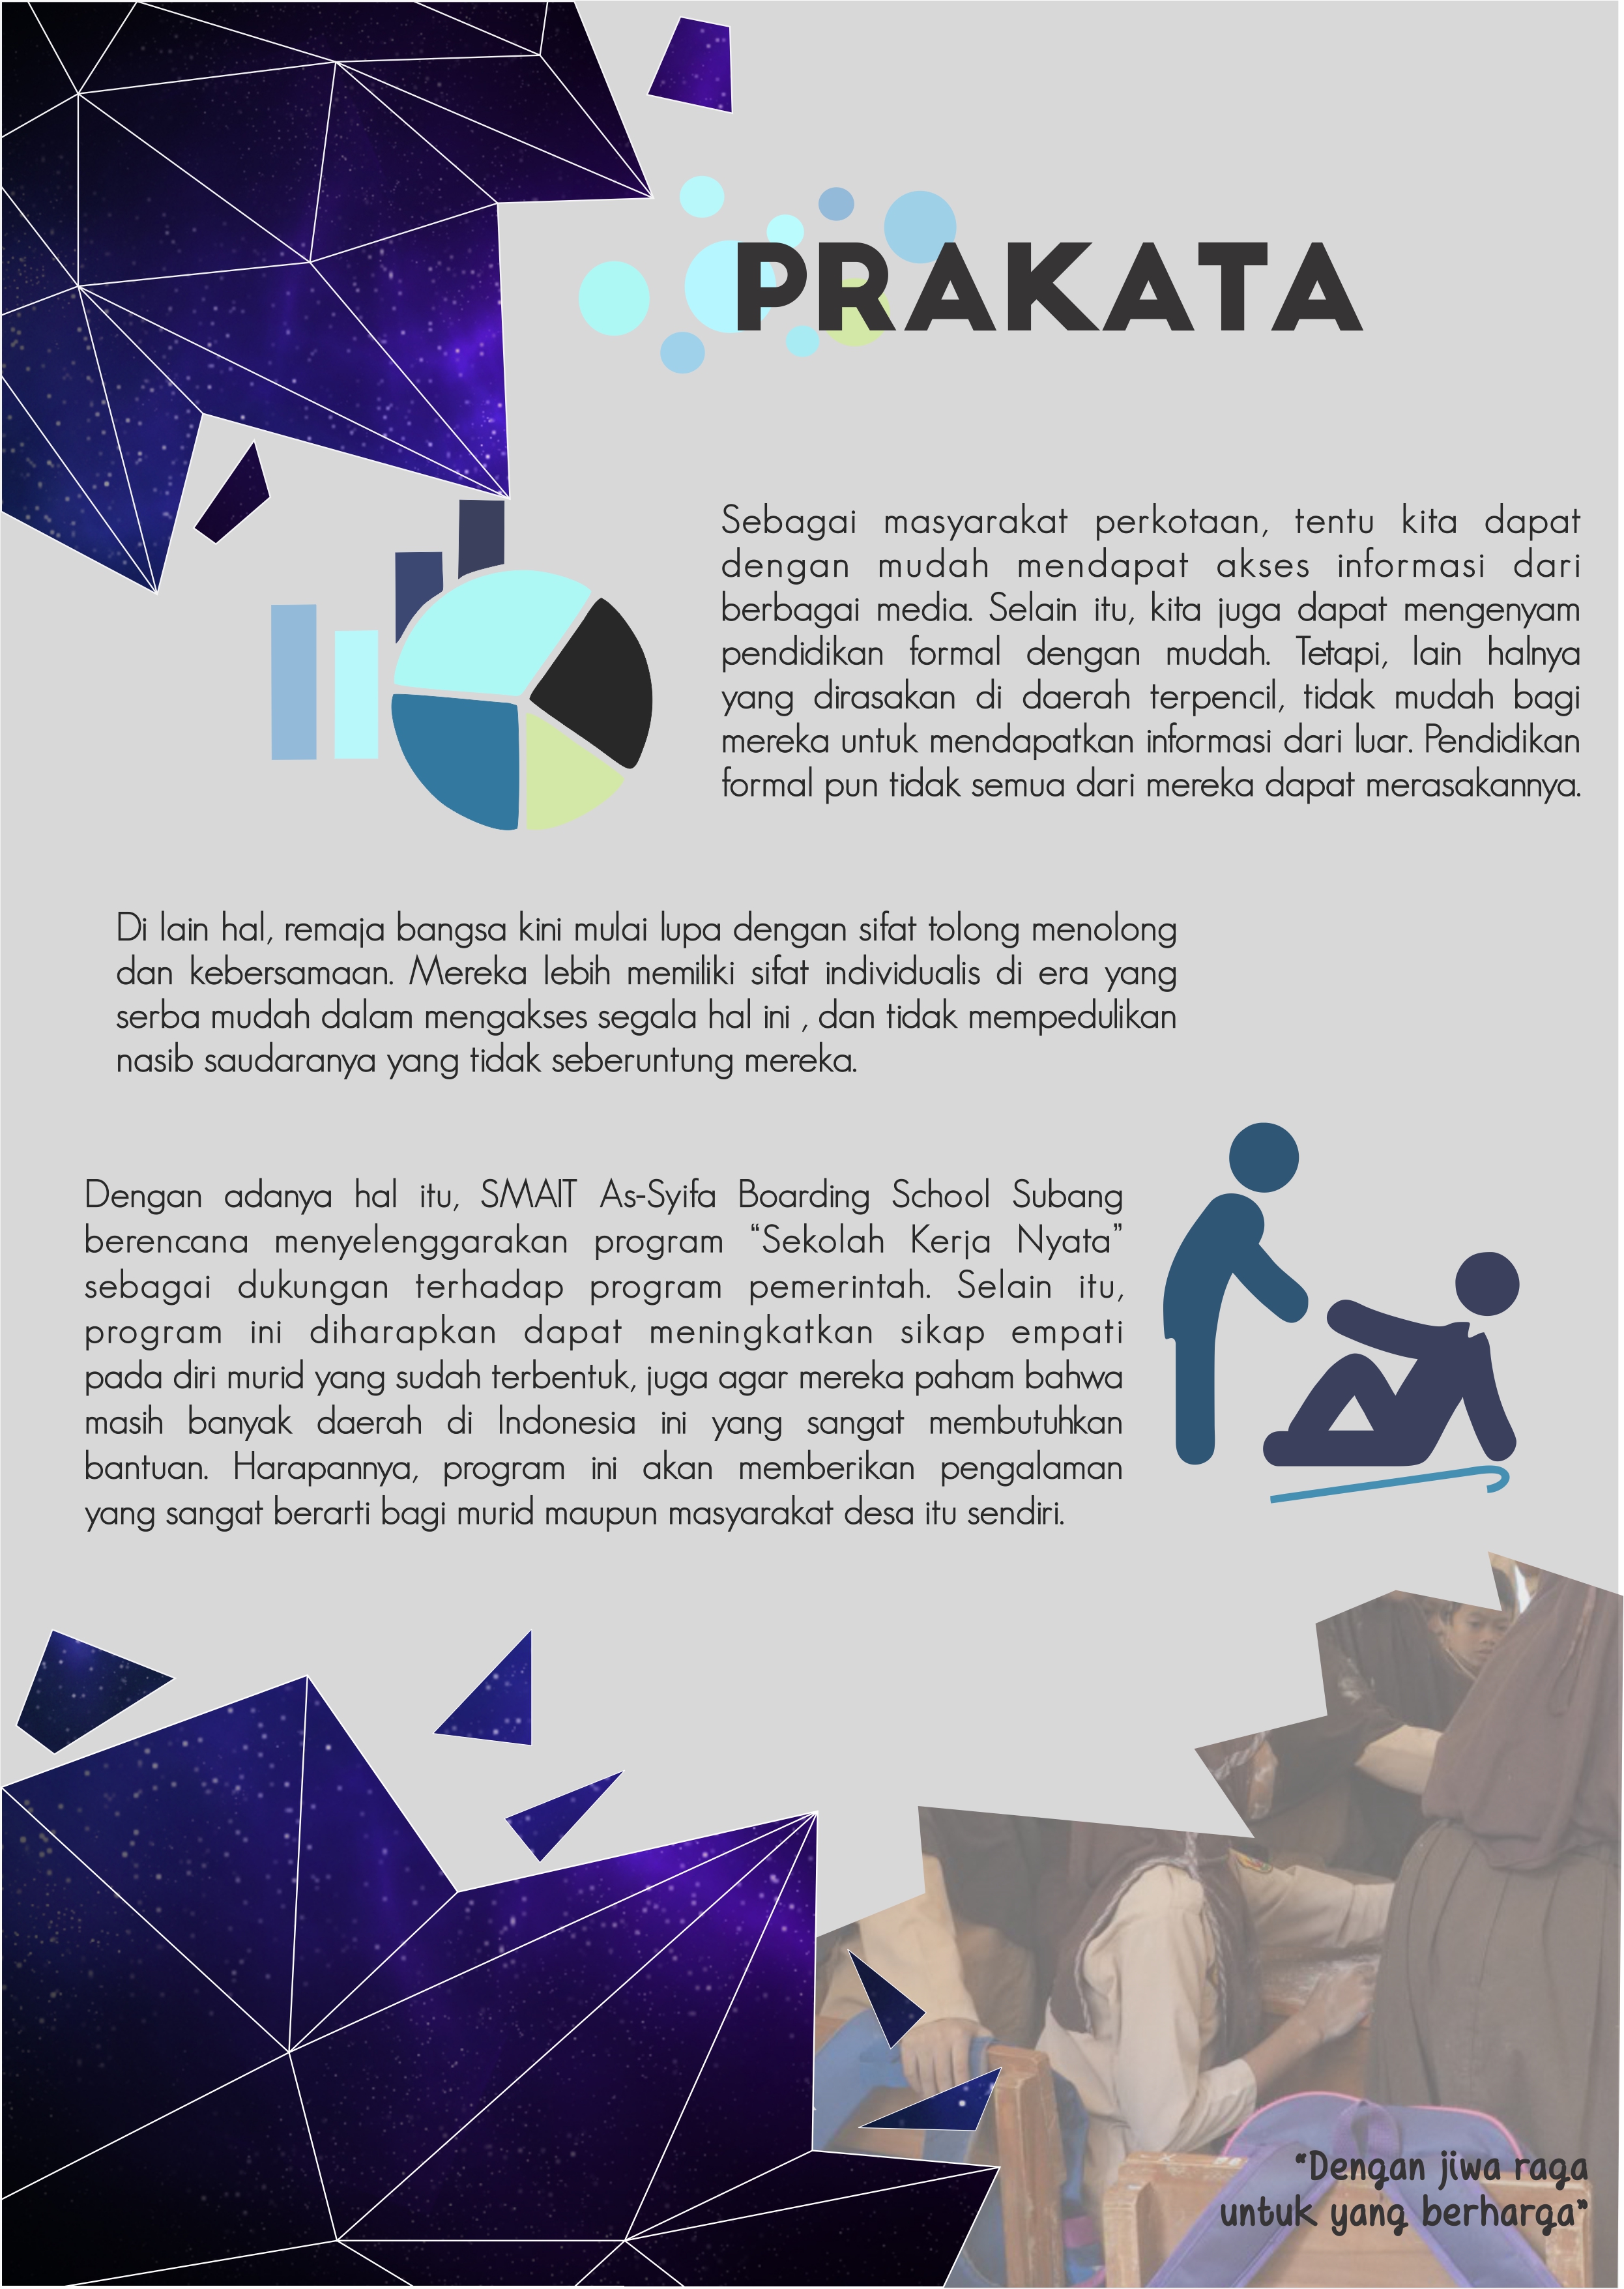 PRAKATA
Sebagai masyarakat perkotaan, tentu kita dapat
dengan mudah mendapat akses informasi dari
berbagai media. Selain itu, kita juga dapat mengenyam
pendidikan formal dengan mudah. Tetapi, lain halnya
yang dirasakan di daerah terpencil, tidak mudah bagi
mereka untuk mendapatkan informasi dari luar. Pendidikan
formal pun tidak semua dari mereka dapat merasakannya.
Di lain hal, remaja bangsa kini mulai lupa dengan sifat tolong menolong
dan kebersamaan. Mereka lebih memiliki sifat individualis di era yang
serba mudah dalam mengakses segala hal ini , dan tidak mempedulikan
nasib saudaranya yang tidak seberuntung mereka.
Dengan adanya hal itu, SMAIT As-Syifa Boarding School Subang
berencana menyelenggarakan program “Sekolah Kerja Nyata”
sebagai dukungan terhadap program pemerintah. Selain itu,
program ini diharapkan dapat meningkatkan sikap empati
pada diri murid yang sudah terbentuk, juga agar mereka paham bahwa
masih banyak daerah di Indonesia ini yang sangat membutuhkan
bantuan. Harapannya, program ini akan memberikan pengalaman
yang sangat berarti bagi murid maupun masyarakat desa itu sendiri.
“Dengan jiwa raga
untuk yang berharga”